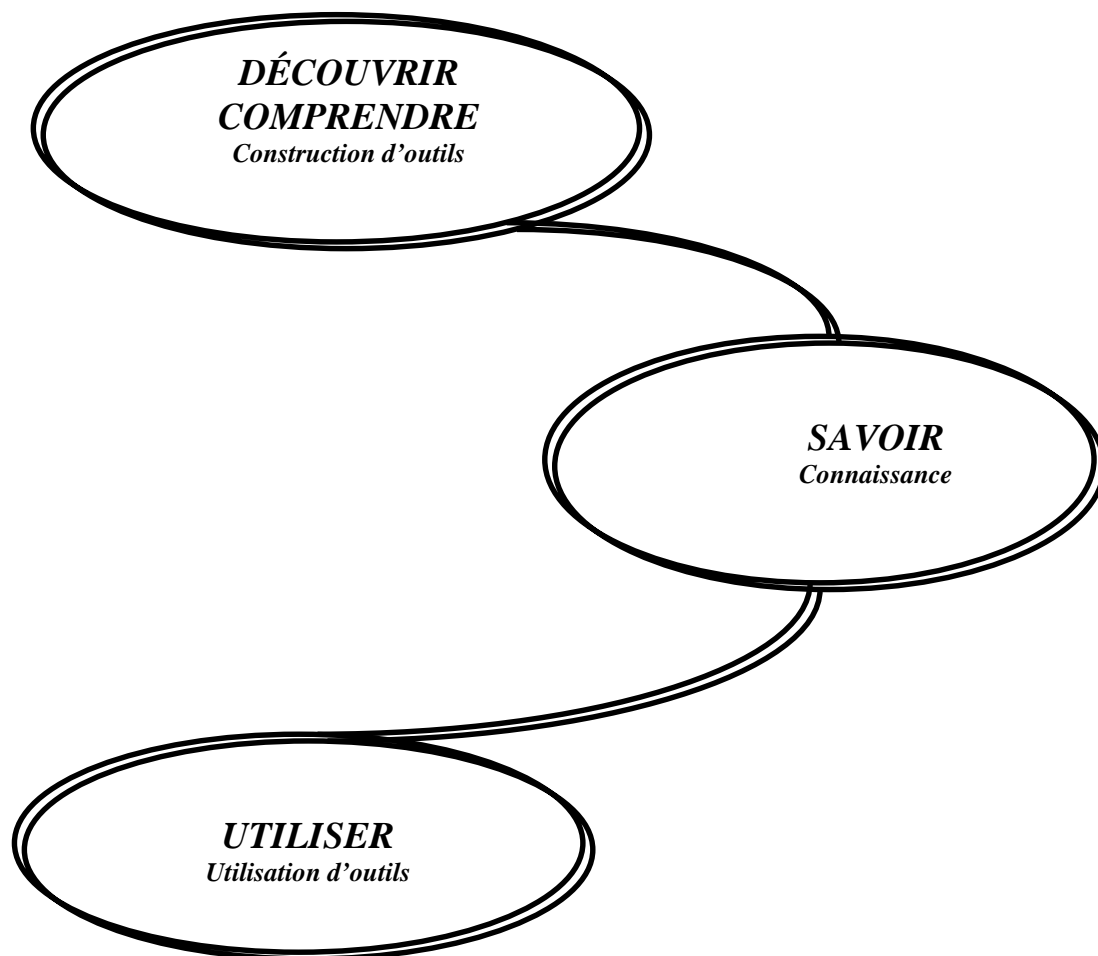 DÉCOUVRIR
COMPRENDRE
Construction d’outils
SAVOIR
Connaissance
UTILISER
Utilisation d’outils